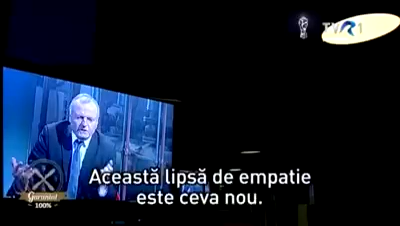 TVR1
Această lipsă de empatie
este ceva nou.
Garantat
100%